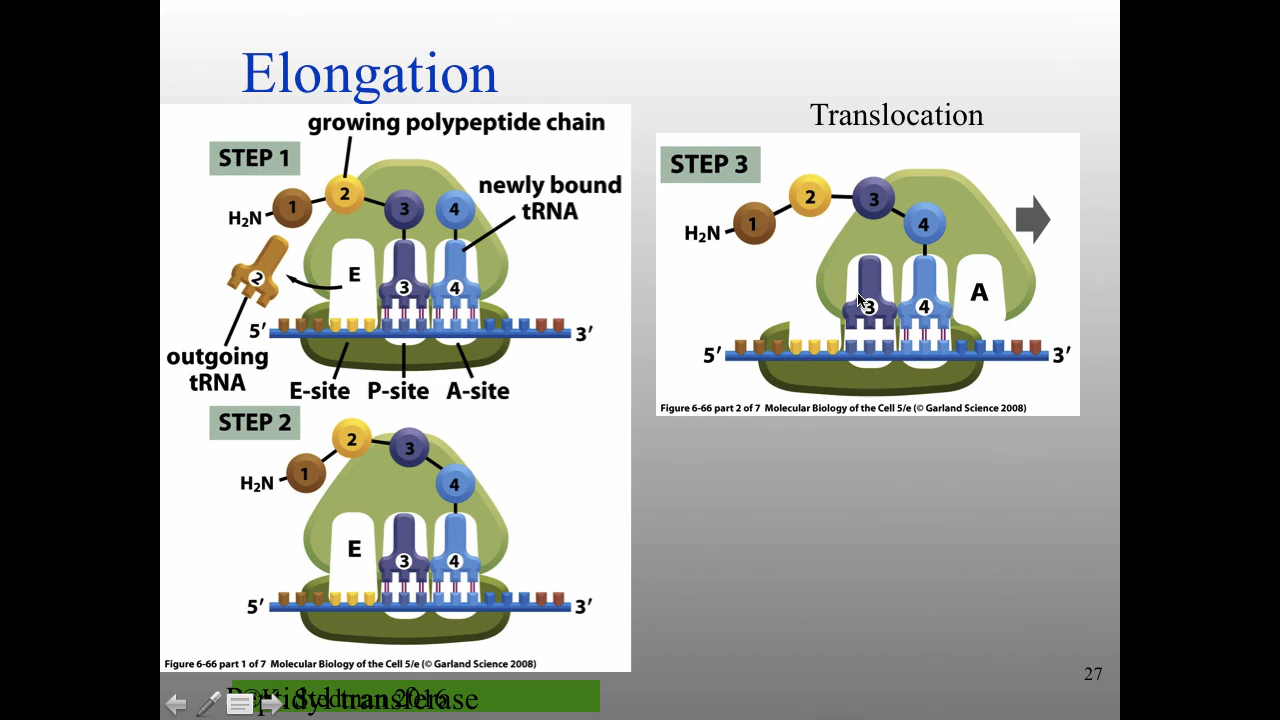 Elongation
growing polypeptide chain
STEP 1
1
2
3
4
H₂N
newly bound
tRNA
2
E
3
4
5′
3′
outgoing
tRNA
E-site P-site A-site
STEP 2
1
2
3
4
H₂N
E
3
4
5′
3′
Figure 6-66 part 1 of 7 Molecular Biology of the Cell 5/e (© Garland Science 2008)
Translocation
STEP 3
1
2
3
4
H₂N
3
4
A
5′
3′
Figure 6-66 part 2 of 7 Molecular Biology of the Cell 5/e (© Garland Science 2008)
27
Peptidyl transferase
Stedman 2016